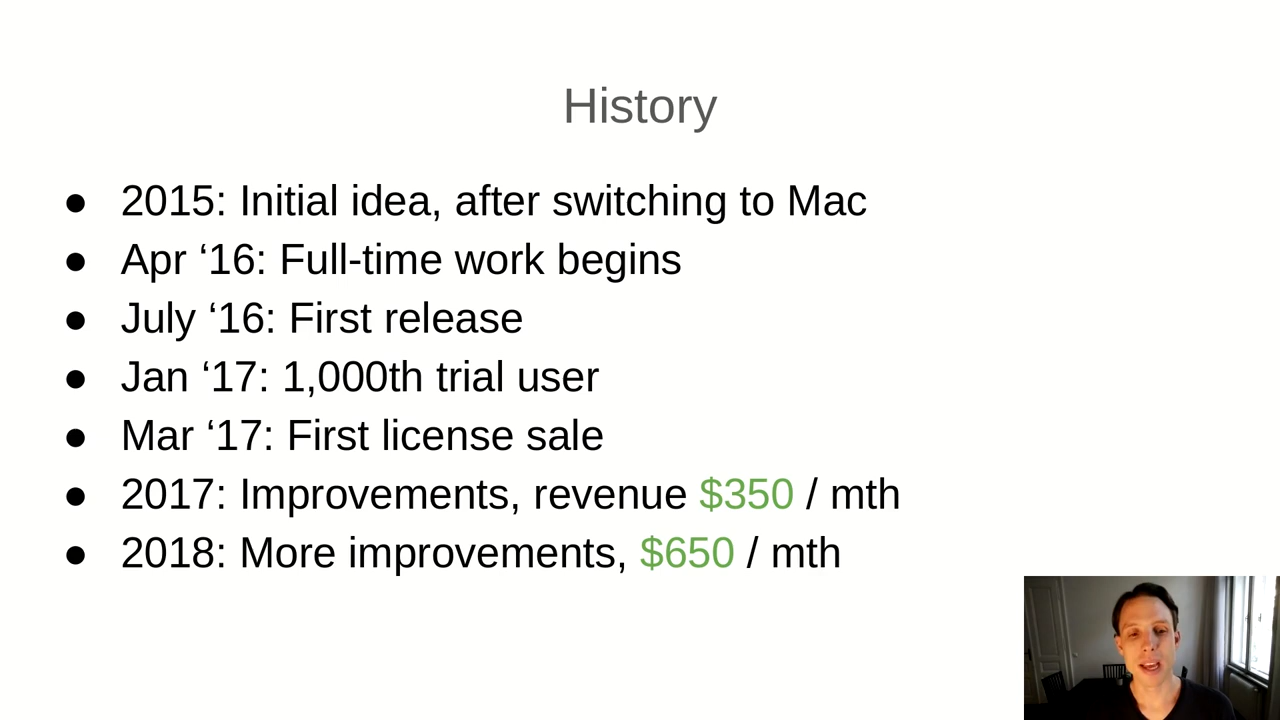 History
● 2015: Initial idea, after switching to Mac
● Apr ‘16: Full-time work begins
● July ‘16: First release
● Jan ‘17: 1,000th trial user
● Mar ‘17: First license sale
● 2017: Improvements, revenue $350 / mth
● 2018: More improvements, $650 / mth